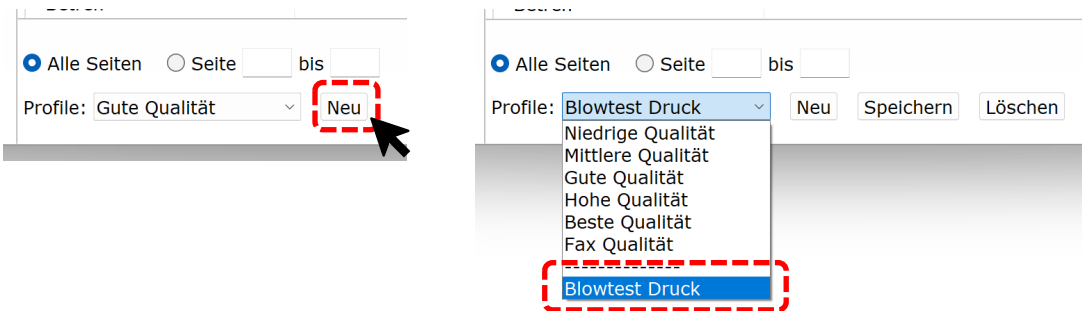 Alle Seiten Seite bis
Profile: Gute Qualität Neu
Alle Seiten Seite bis
Profile: Blowtest Druck Neu Speichern Löschen
Niedrige Qualität
Mittlere Qualität
Gute Qualität
Hohe Qualität
Beste Qualität
Fax Qualität
--------------
Blowtest Druck